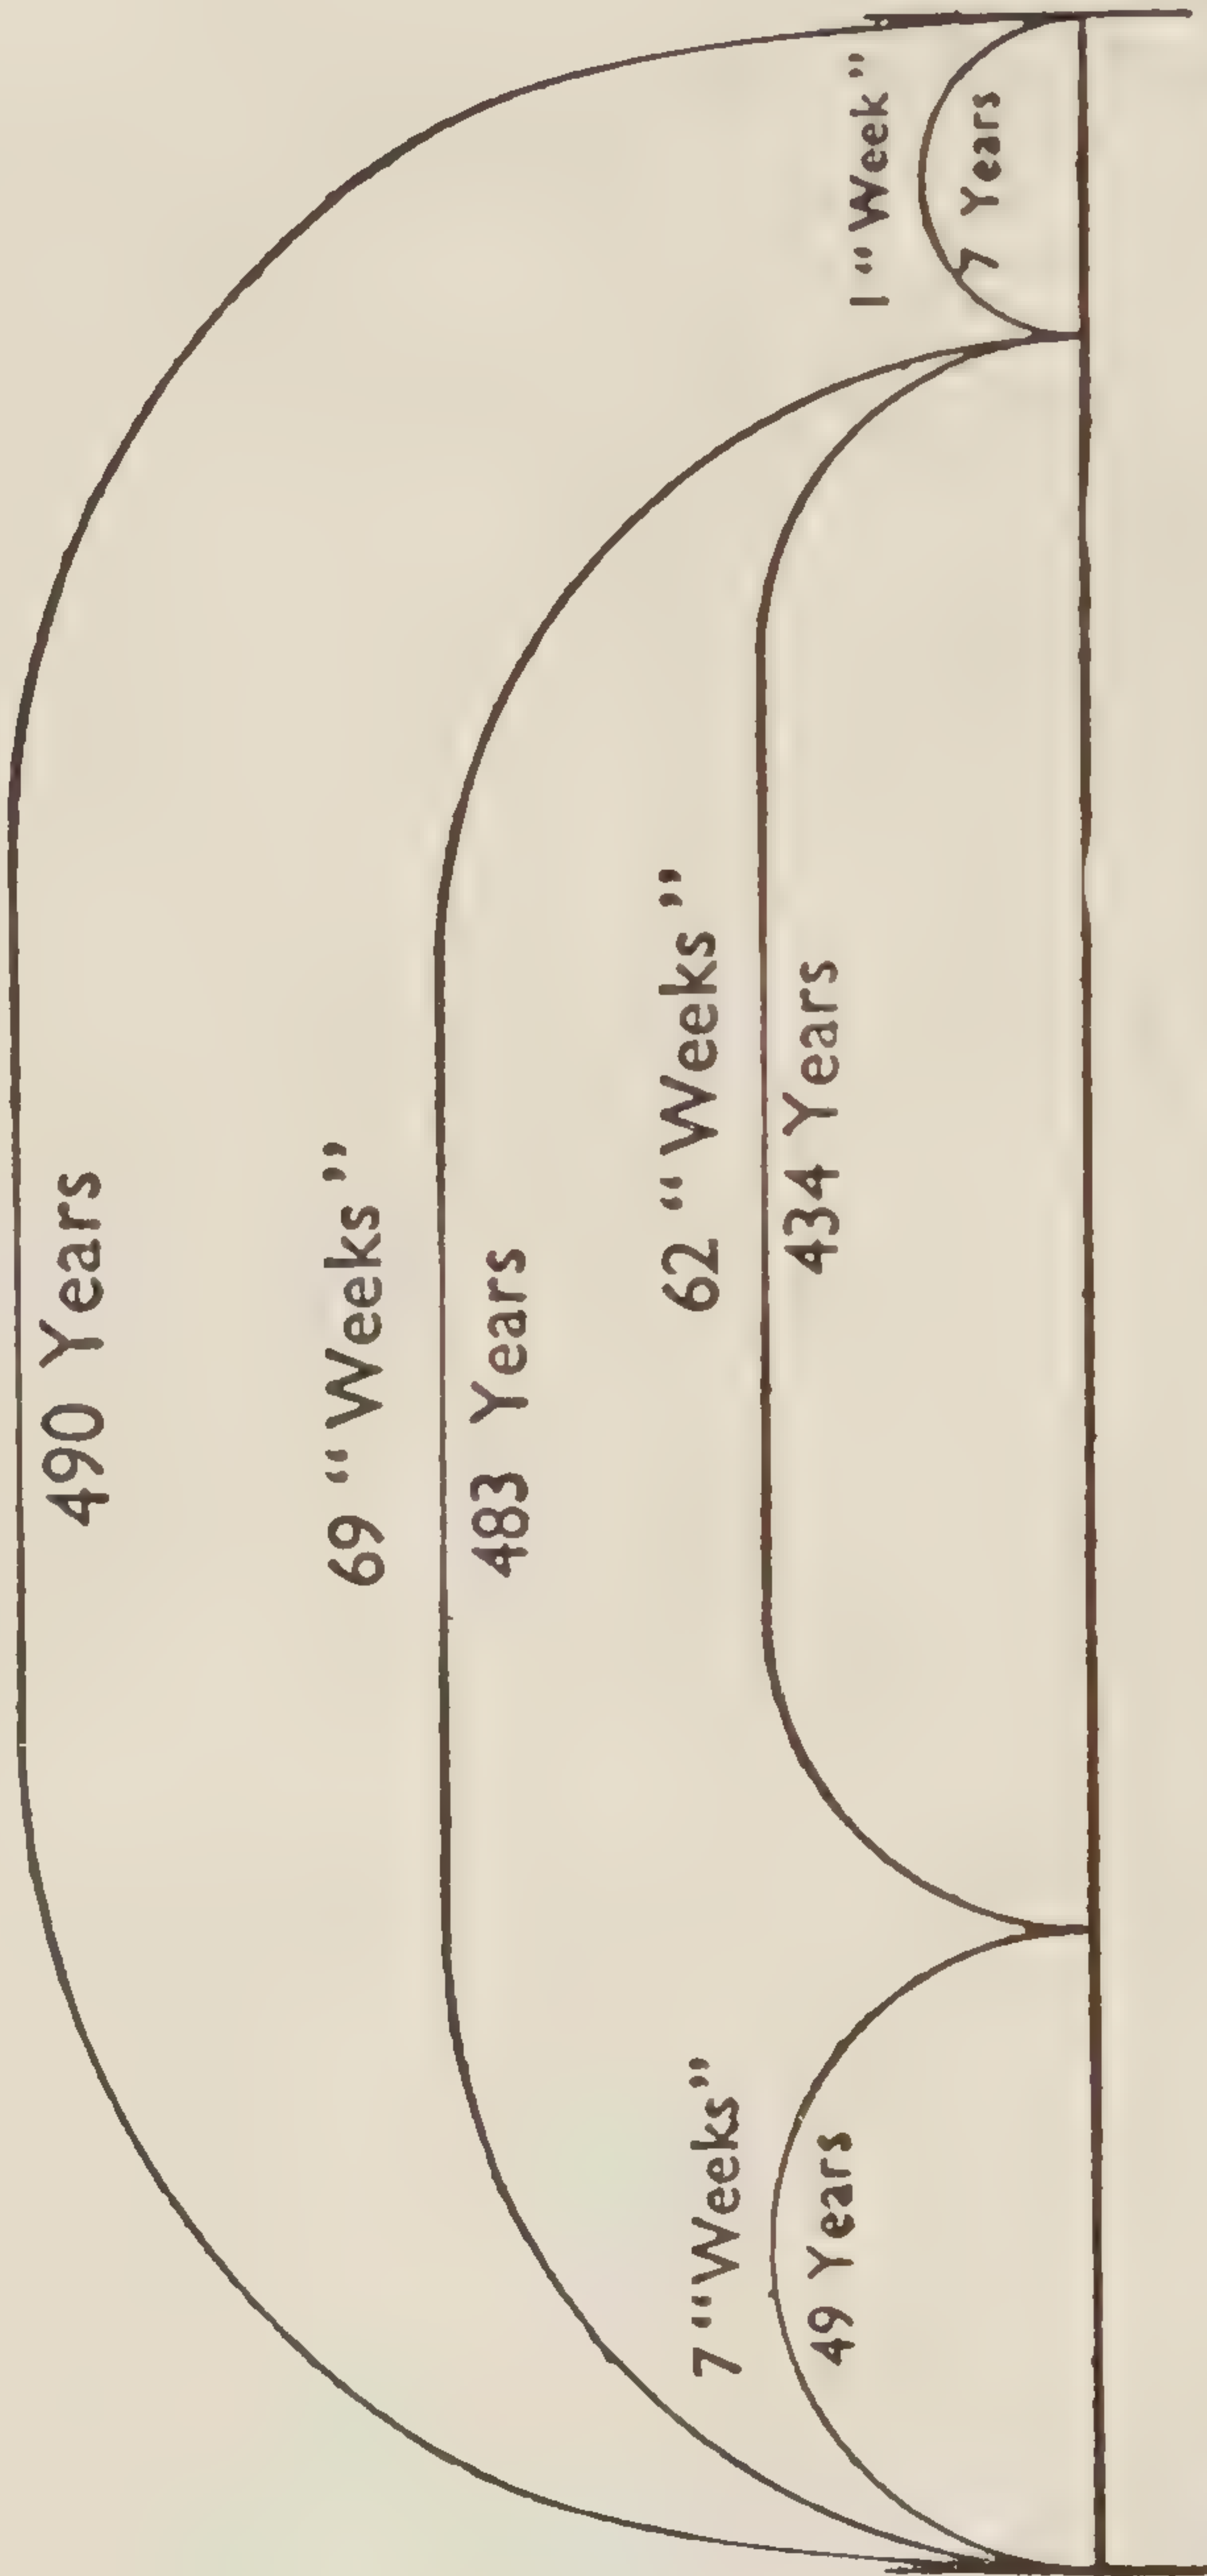 490 Years
69 "Weeks"
483 Years
62 "Weeks"
434 Years
7 "Weeks"
49 Years
1 "Week"
7 Years